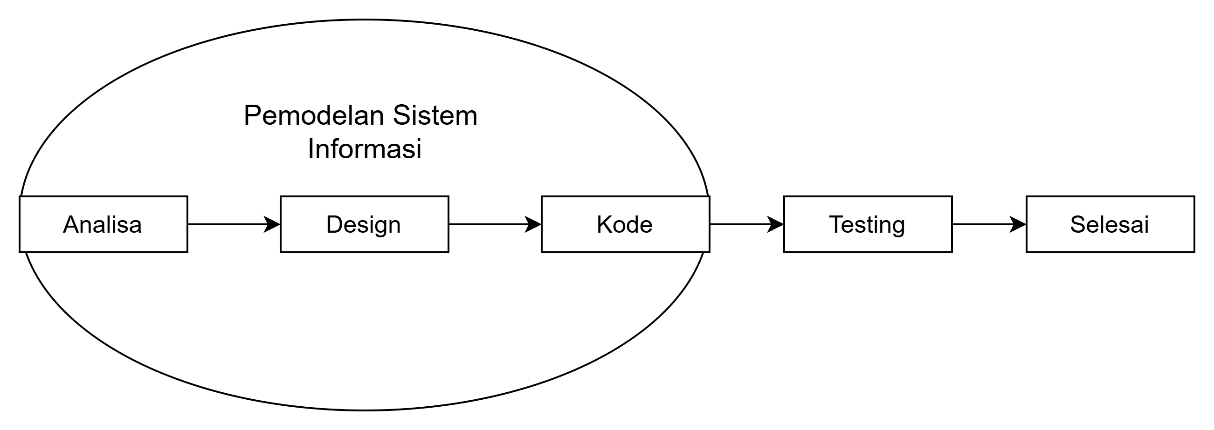 Pemodelan Sistem
Informasi
Analisa
Design
Kode
Testing
Selesai